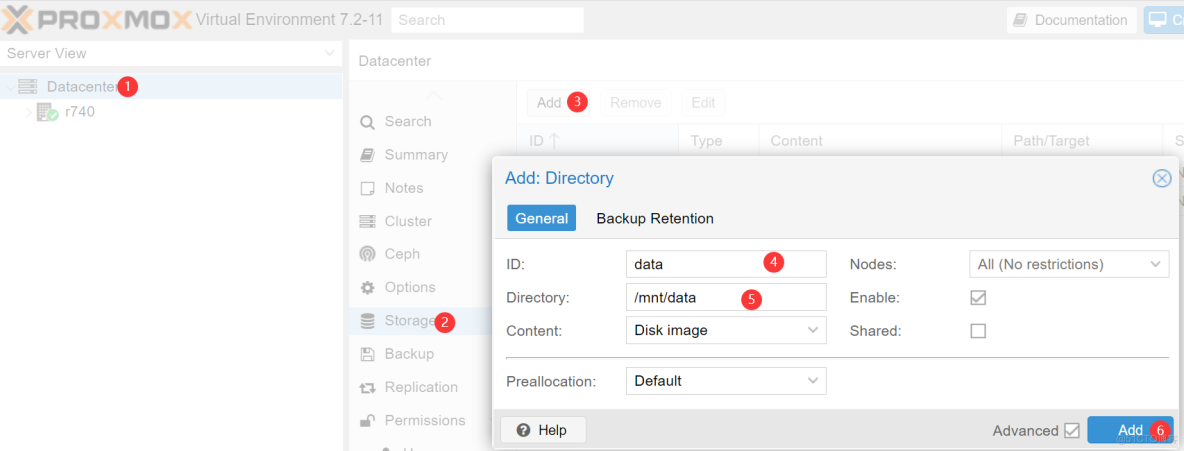 PROXMOX Virtual Environment 7.2-11 Search Documentation
Server View
Datacenter 1
r740
Datacenter
Add 3 Remove Edit
ID Type Content Path/Target
Search
Summary
Notes
Cluster
Ceph
Options
Storage 2
Backup
Replication
Permissions
Add: Directory
General Backup Retention
ID: data 4 Nodes: All (No restrictions)
Directory: /mnt/data 5 Enable:
Content: Disk image Shared:
Preallocation: Default
Help Advanced Add 6